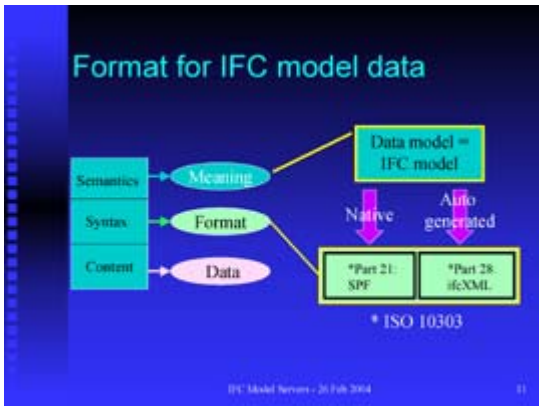 Format for IFC model data
Semantics
Meaning
Syntax
Format
Content
Data
Data model =
IFC model
Native
Auto
generated
*Part 21:
SPF
*Part 28:
ifcXML
* ISO 10303
IFC Model Servers - 26 Feb 2004
11